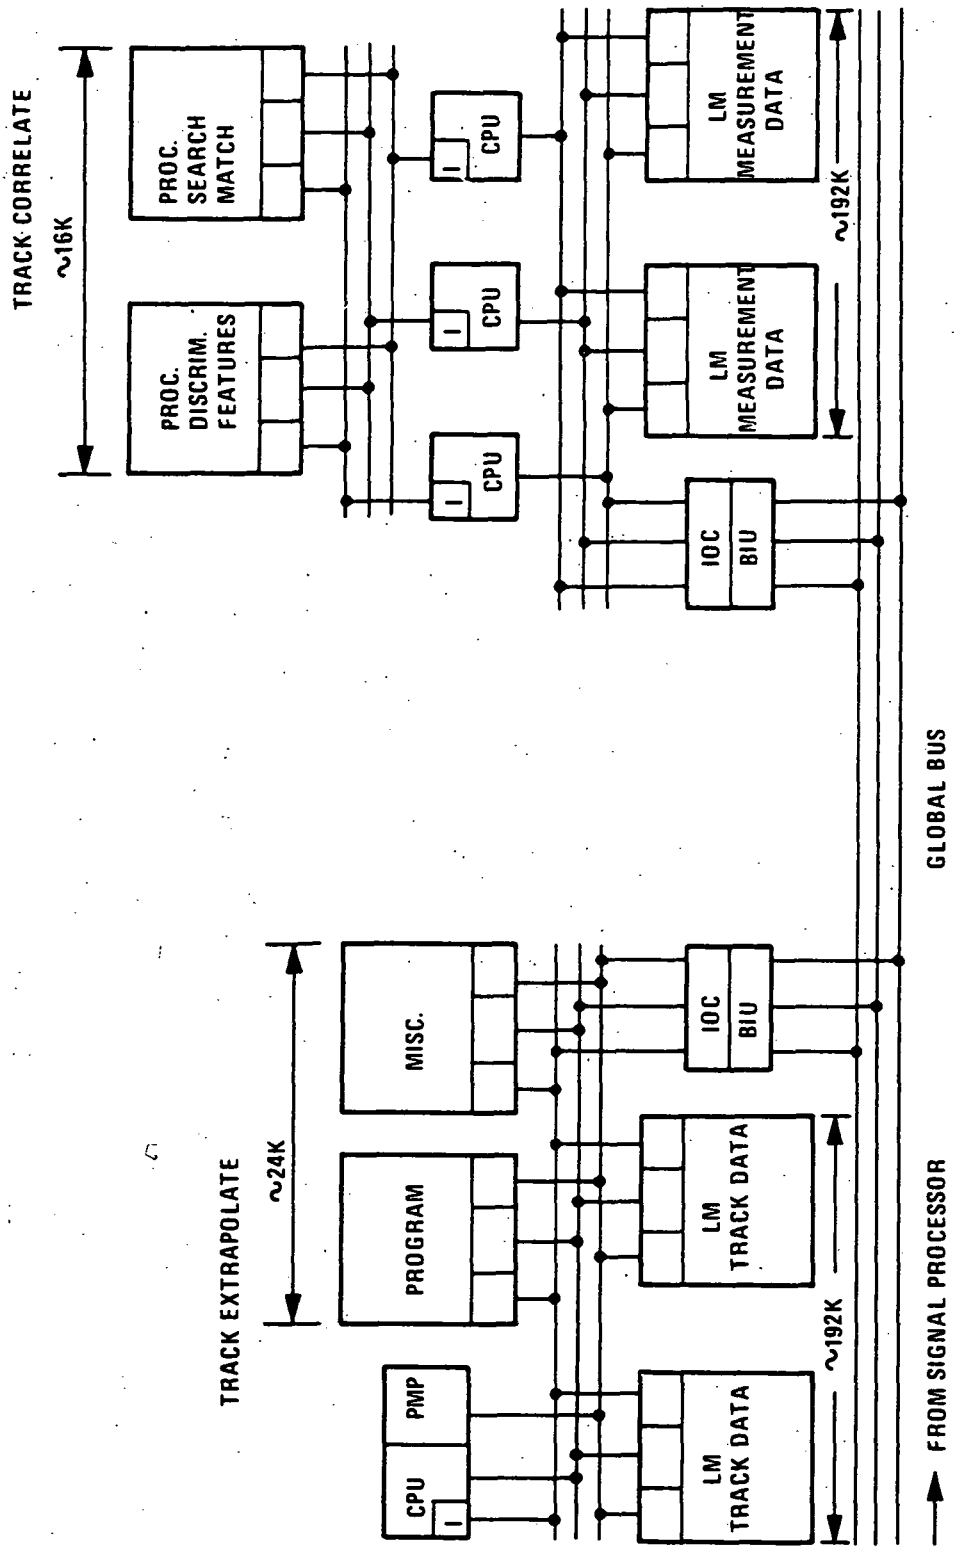 TRACK EXTRAPOLATE
~24K
CPU
I
PMP
PROGRAM
MISC.
LM
TRACK DATA
LM
TRACK DATA
~192K
IOC
BIU
TRACK CORRELATE
~16K
PROC.
DISCRIM.
FEATURES
PROC.
SEARCH
MATCH
I
CPU
I
CPU
I
CPU
IOC
BIU
LM
MEASUREMENT
DATA
LM
MEASUREMENT
DATA
~192K
FROM SIGNAL PROCESSOR
GLOBAL BUS